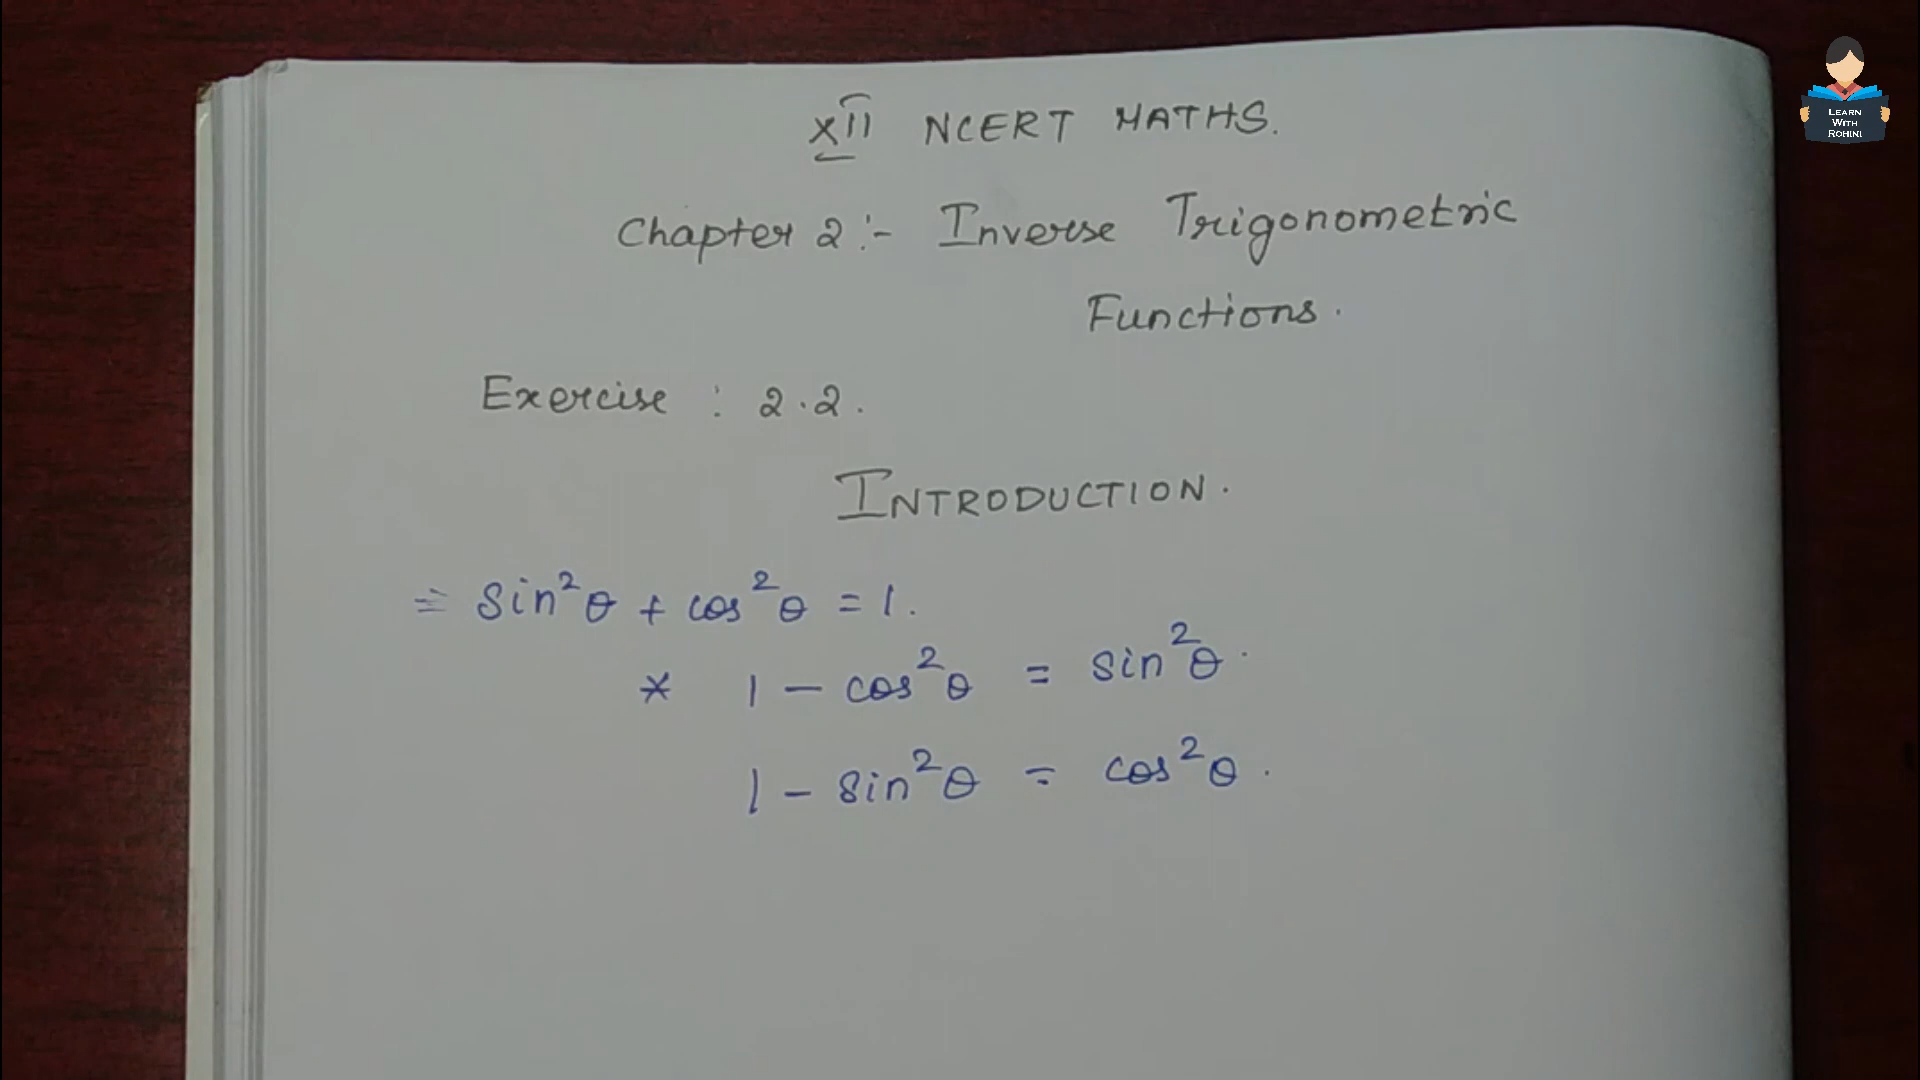 XII NCERT MATHS.
Chapter 2 :- Inverse Trigonometric
Functions.
Exercise : 2.2.
INTRODUCTION.
= sin²θ + cos²θ = 1.
* 1 - cos²θ = sin²θ.
1 - sin²θ = cos²θ.
LEARN
WITH
ROHINI